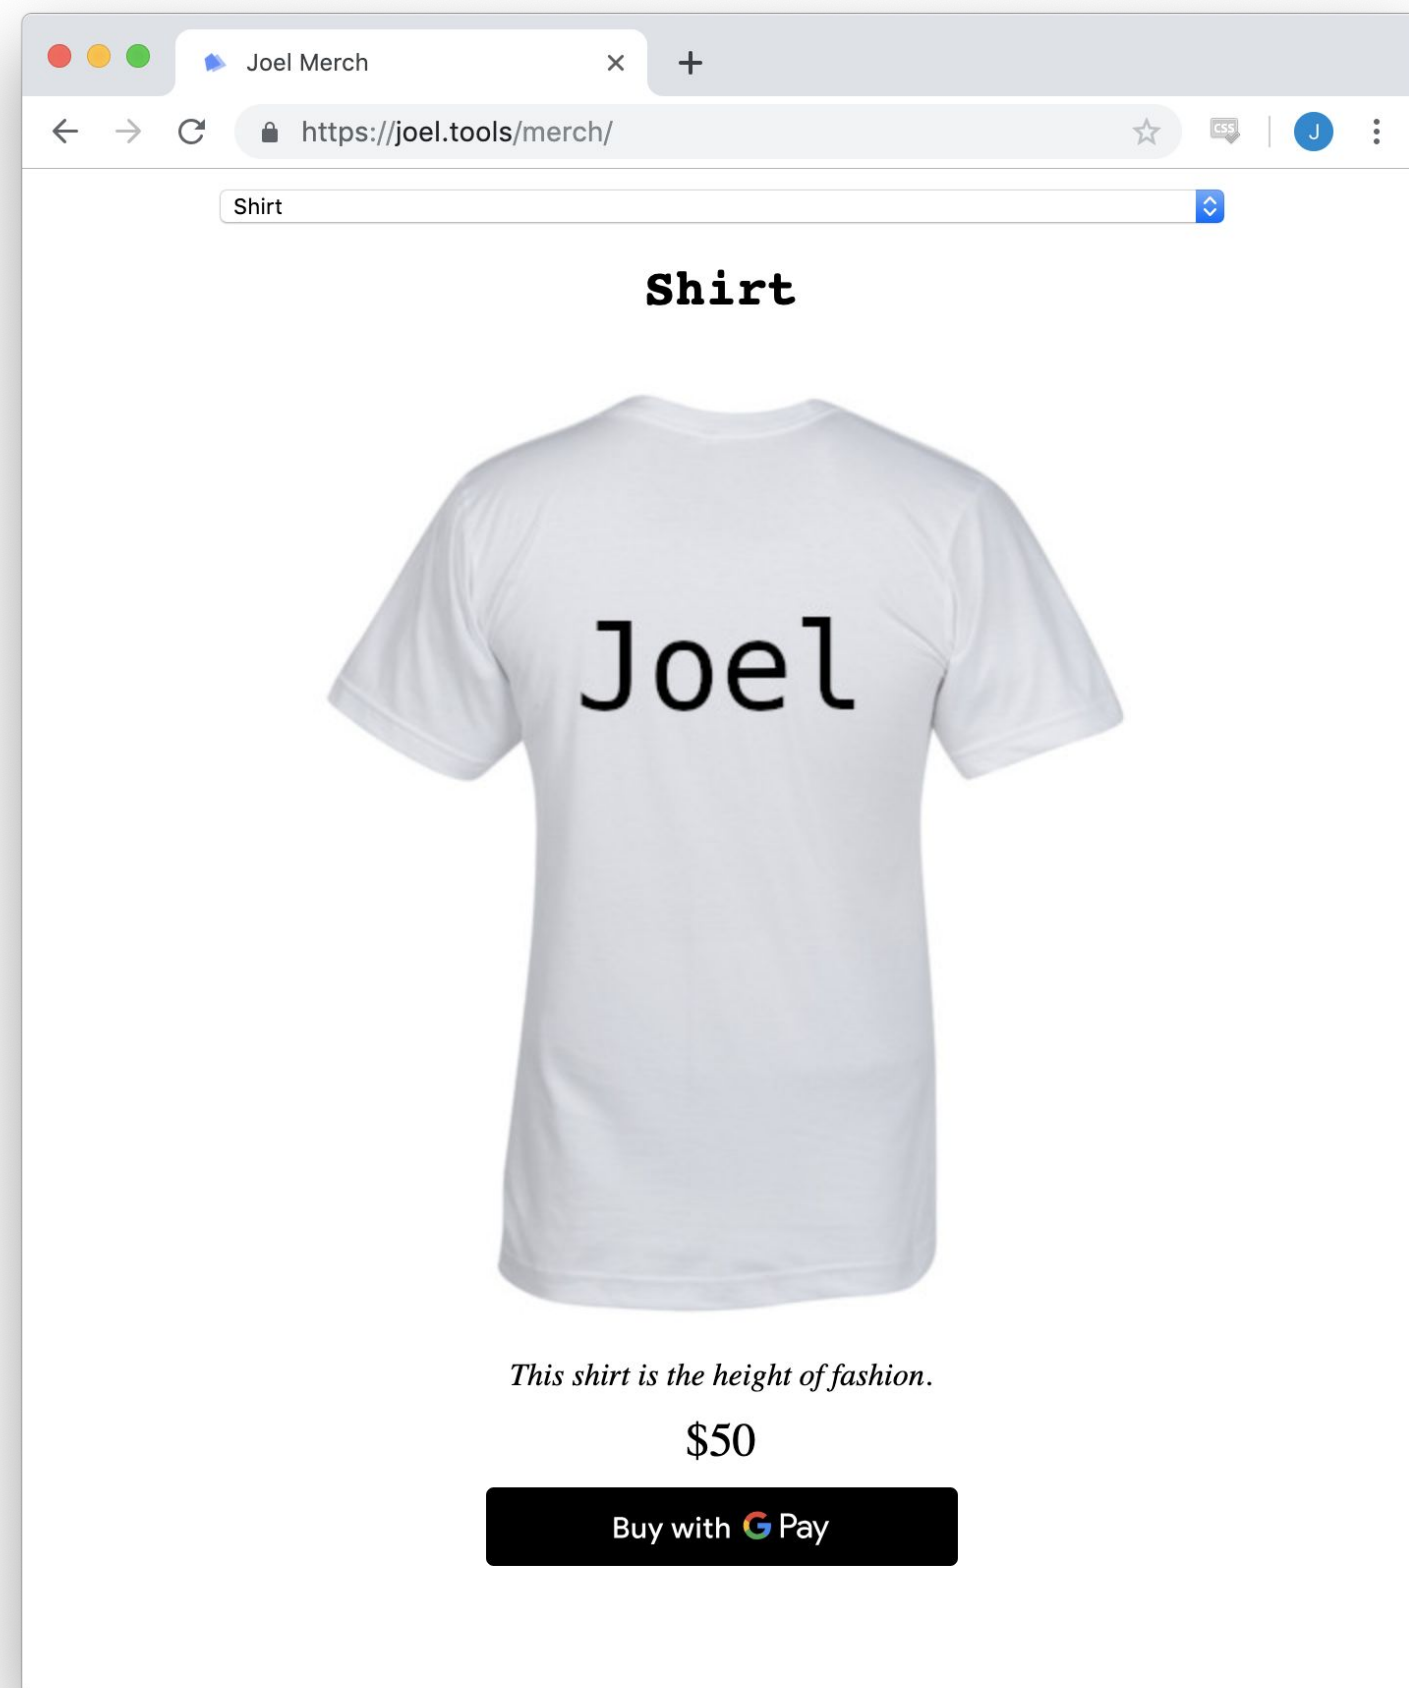 Joel Merch
https://joel.tools/merch/
CSS
J
Shirt
Shirt
Joel
This shirt is the height of fashion.
$50
Buy with G Pay